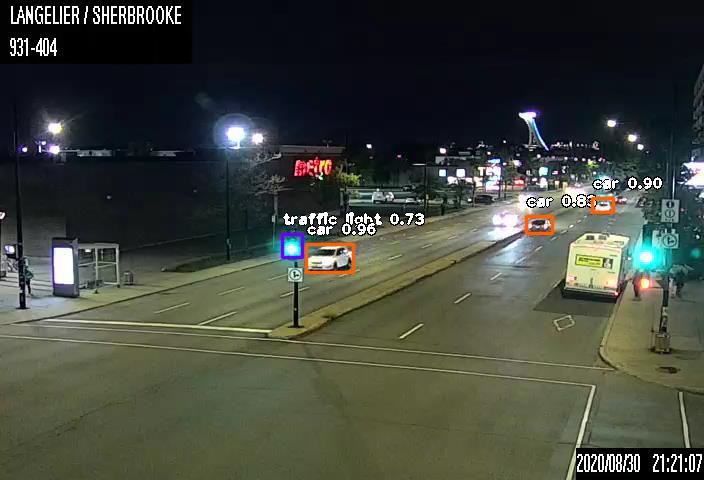 LANGELIER / SHERBROOKE
931-404
metro
car 0.90
car 0.83
traffic light 0.73
car 0.96
2020/08/30 21:21:07